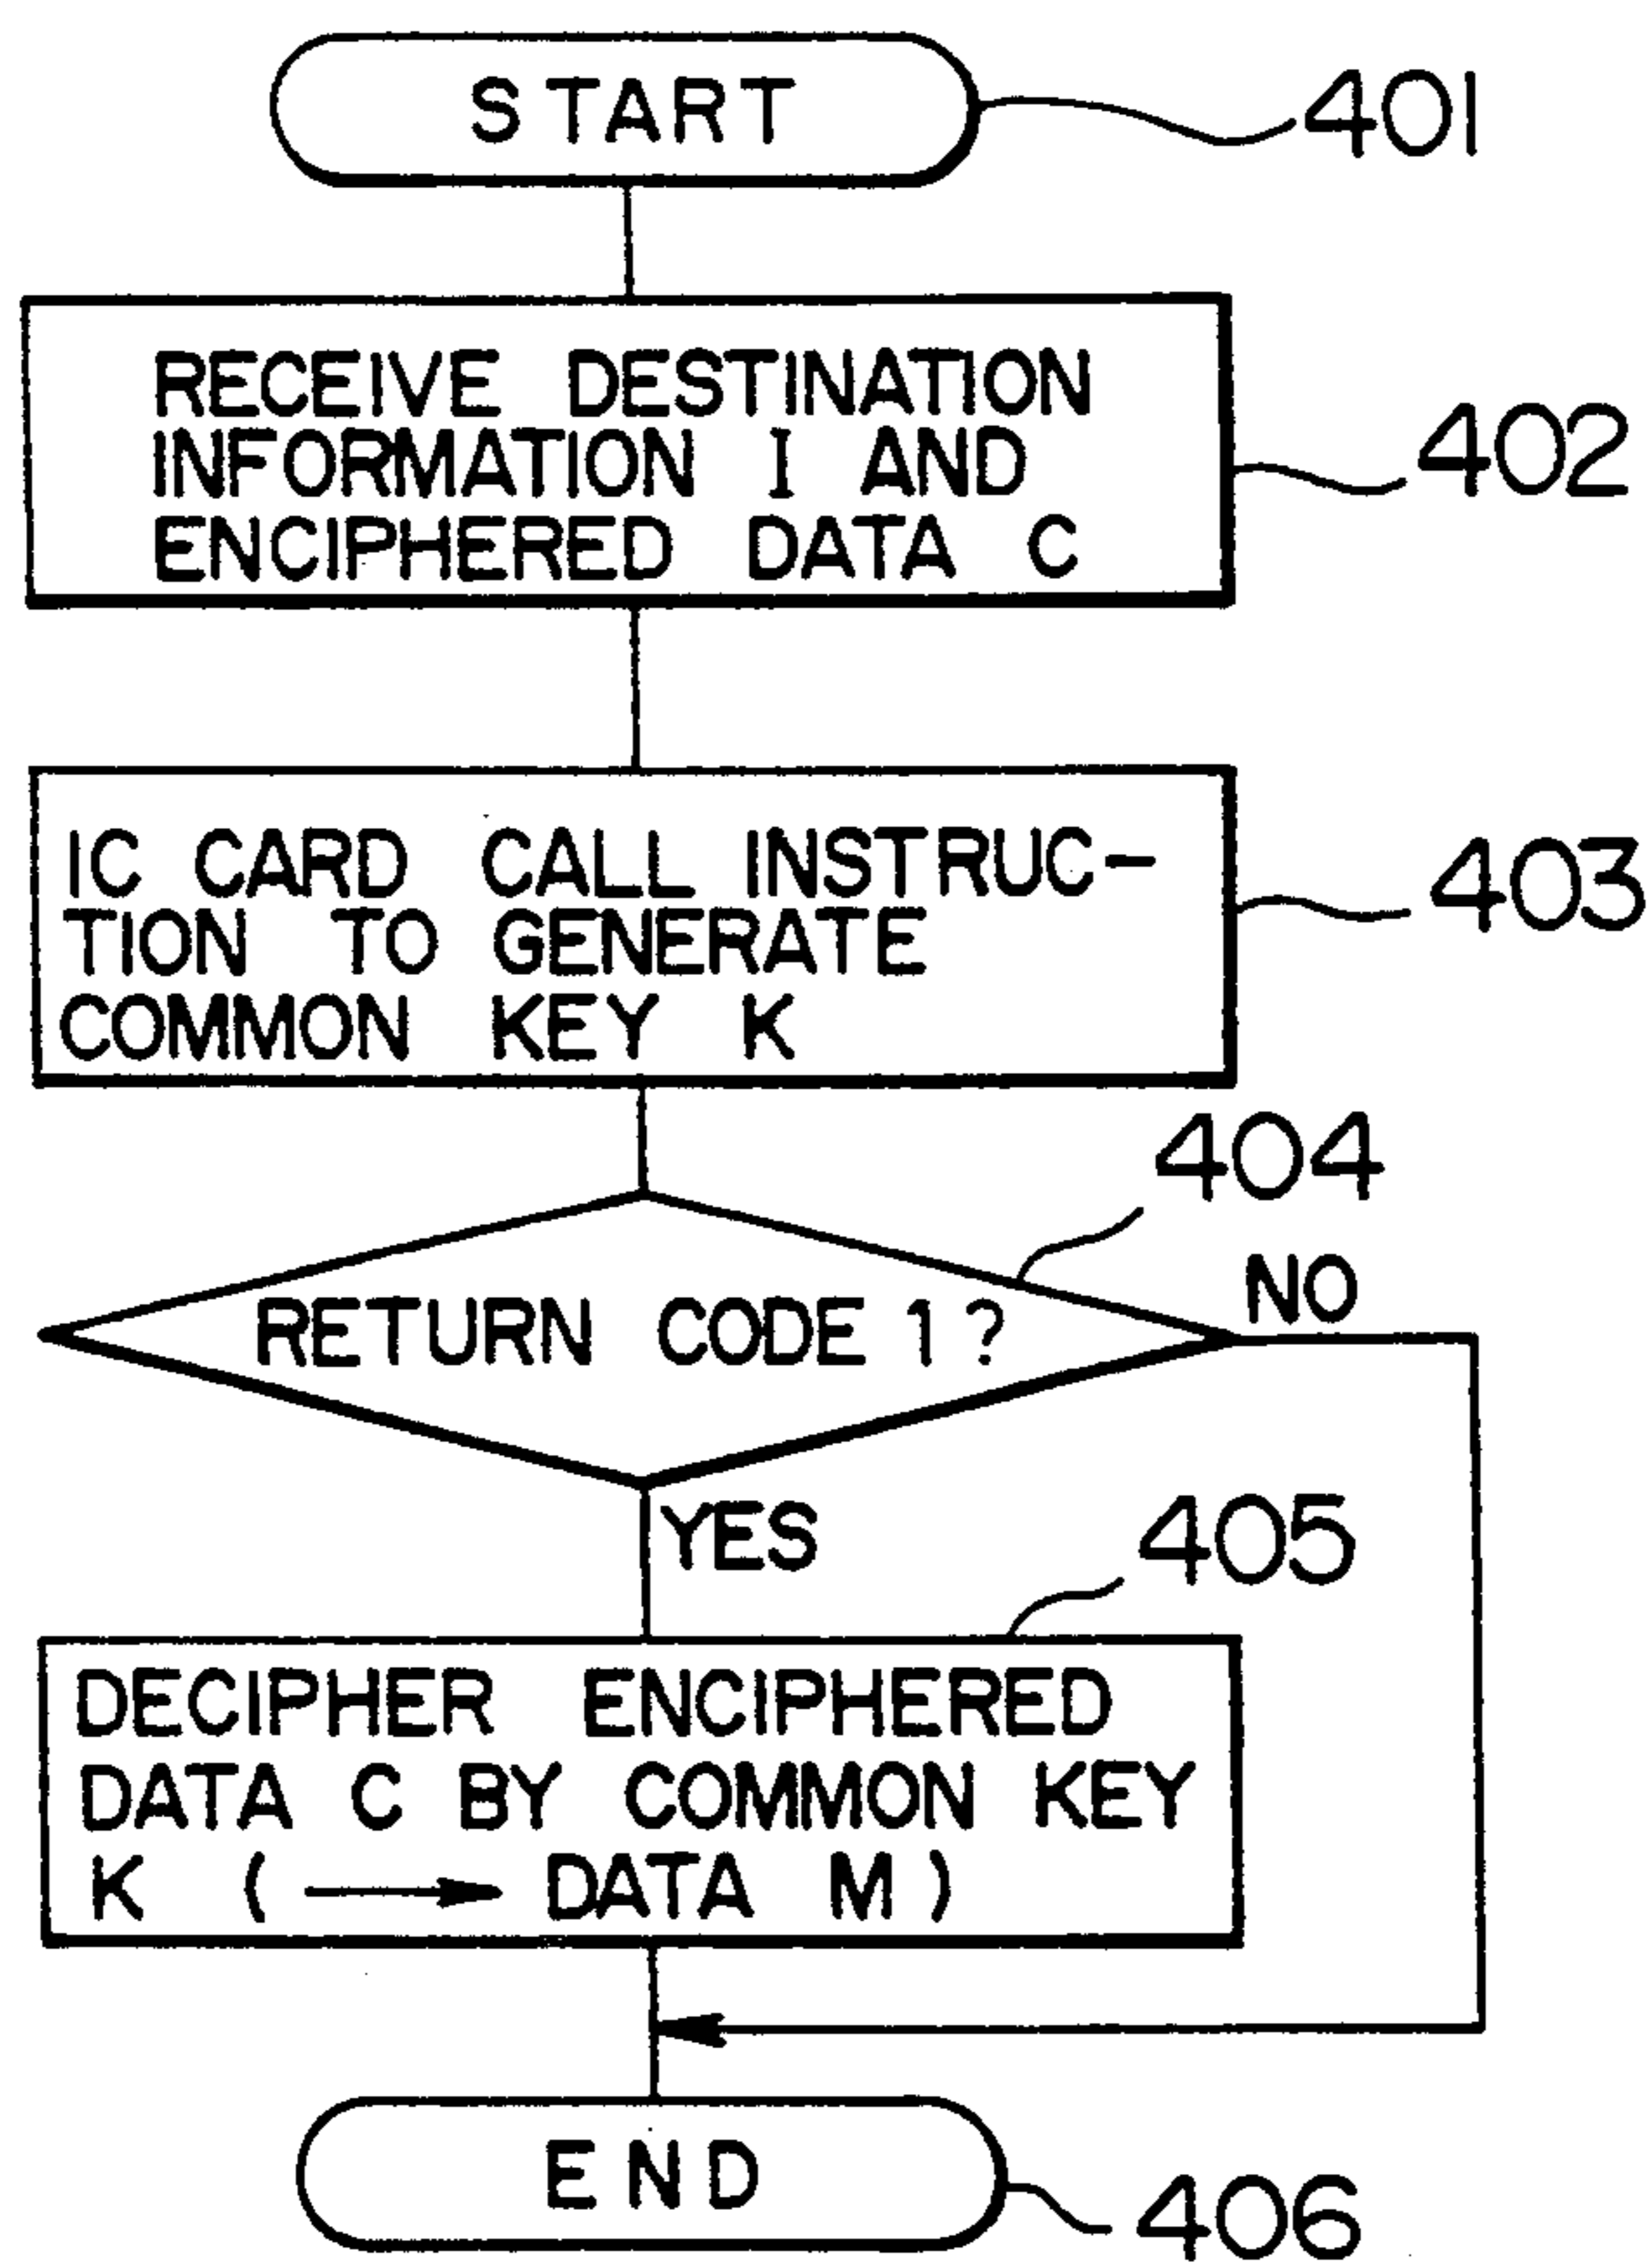 START
401
RECEIVE DESTINATION
INFORMATION I AND
ENCIPHERED DATA C
402
IC CARD CALL INSTRUC-
TION TO GENERATE
COMMON KEY K
403
404
RETURN CODE 1?
NO
YES
405
DECIPHER ENCIPHERED
DATA C BY COMMON KEY
K (⟶ DATA M)
END
406